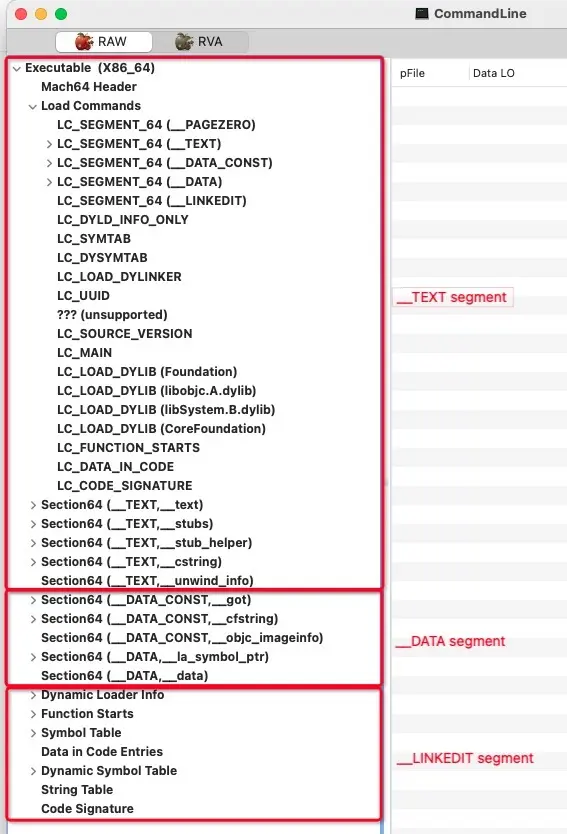 CommandLine
RAW
RVA
pFile
Data LO
Executable (X86_64)
Mach64 Header
Load Commands
LC_SEGMENT_64 (__PAGEZERO)
LC_SEGMENT_64 (__TEXT)
LC_SEGMENT_64 (__DATA_CONST)
LC_SEGMENT_64 (__DATA)
LC_SEGMENT_64 (__LINKEDIT)
LC_DYLD_INFO_ONLY
LC_SYMTAB
LC_DYSYMTAB
LC_LOAD_DYLINKER
LC_UUID
__TEXT segment
??? (unsupported)
LC_SOURCE_VERSION
LC_MAIN
LC_LOAD_DYLIB (Foundation)
LC_LOAD_DYLIB (libobjc.A.dylib)
LC_LOAD_DYLIB (libSystem.B.dylib)
LC_LOAD_DYLIB (CoreFoundation)
LC_FUNCTION_STARTS
LC_DATA_IN_CODE
LC_CODE_SIGNATURE
Section64 (__TEXT,__text)
Section64 (__TEXT,__stubs)
Section64 (__TEXT,__stub_helper)
Section64 (__TEXT,__cstring)
Section64 (__TEXT,__unwind_info)
Section64 (__DATA_CONST,__got)
Section64 (__DATA_CONST,__cfstring)
Section64 (__DATA_CONST,__objc_imageinfo)
__DATA segment
Section64 (__DATA,__la_symbol_ptr)
Section64 (__DATA,__data)
Dynamic Loader Info
Function Starts
Symbol Table
Data in Code Entries
__LINKEDIT segment
Dynamic Symbol Table
String Table
Code Signature